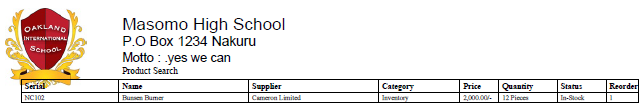 OAKLAND
INTERNATIONAL
SCHOOL
Masomo High School
P.O Box 1234 Nakuru
Motto : .yes we can
Product Search
Serial Name Supplier Category Price Quantity Status Reorder
NC102 Bunsen Burner Cameron Limited Inventory 2,000.00/- 12 Pieces In-Stock 1